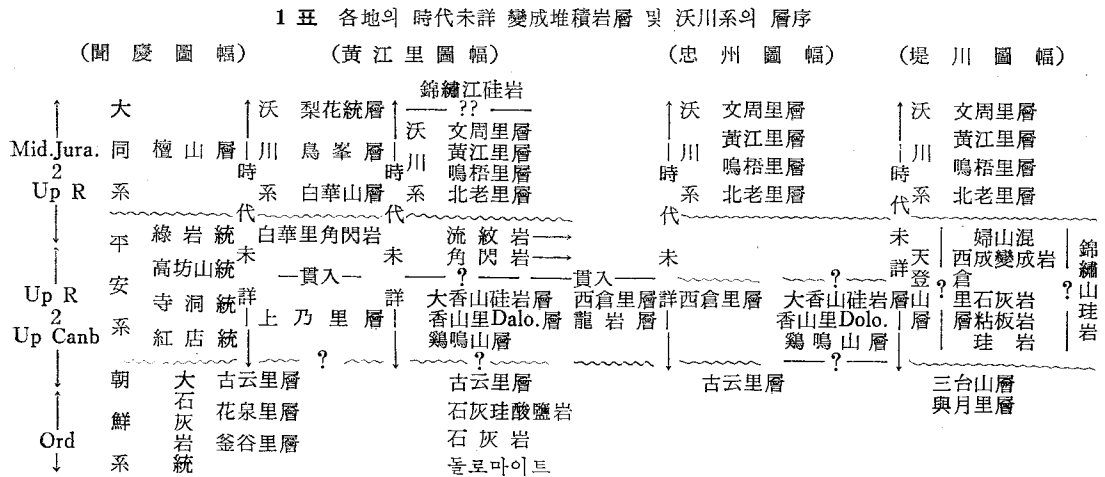 1 표 各地의 時代未詳 變成堆積岩層 및 沃川系의 層序
(聞 慶 圖 幅) (黃 江 里 圖 幅) (忠 州 圖 幅) (堤 川 圖 幅)
錦繡江硅岩
大 沃 梨花統層 ?? 沃 文周里層 沃 文周里層
沃 文周里層 黃江里層 黃江里層
Mid.Jura. 同 檀 山 層 川 鳥 峯 層 川 黃江里層 川 川
2 時 時 鳴梧里層 時 鳴梧里層 時 鳴梧里層
Up R 系 系 白華山層 系 北老里層 系 北老里層 系 北老里層
代 代 代 代
平 綠 岩 統 未 白華里角閃岩 未 流 紋 岩 未 未 婦山混
高坊山統 角 閃 岩 天 西成變成岩 錦
安 貫入 ? 貫入 ? 詳 登 倉 ? 繡
Up R 寺 洞 統 詳 詳 大香山硅岩層 西倉里層 詳 西倉里層 大香山硅岩層 山 里石灰岩 ? 山
2 上 乃 里 層 香山里Dalo.層 龍 岩 層 香山里Dolo.層 層 層粘板岩 珪
Up Canb 系 紅 店 統 鷄 鳴 山 層 鷄 鳴 山 層 珪 岩 岩
? ? ?
朝 大 古云里層 古云里層 古云里層 三台山層
石 花泉里層 石灰珪酸鹽岩 興月里層
鮮 灰
Ord 岩 釜谷里層 石 灰 岩
系 統 돌로마이트